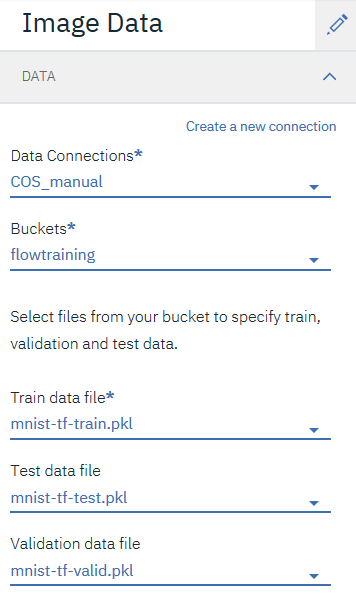 Image Data
DATA
Create a new connection
Data Connections*
COS_manual
Buckets*
flowtraining
Select files from your bucket to specify train,
validation and test data.
Train data file*
mnist-tf-train.pkl
Test data file
mnist-tf-test.pkl
Validation data file
mnist-tf-valid.pkl